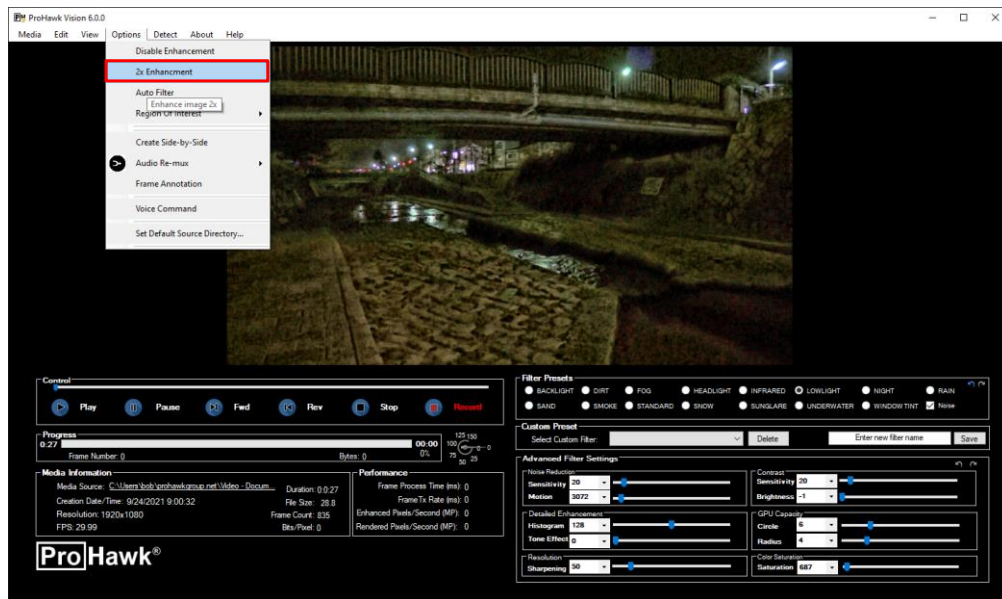 ProHawk Vision 6.0.0
Media Edit View Options Detect About Help
Disable Enhancement
2x Enhancment
Auto Filter
Enhance image 2x
Region Of Interest
Create Side-by-Side
Audio Re-mux
Frame Annotation
Voice Command
Set Default Source Directory...
Control
Play Pause Fwd Rev Stop Record
Progress
0:27 00:00
Frame Number: 0 Bytes: 0 0%
125 150
100 0
75 50 25
Media Information
Media Source: C:\Users\bob\prohawkgroup.net\Video - Docum...
Duration: 0:0:27
Creation Date/Time: 9/24/2021 9:00:32
File Size: 28.8
Resolution: 1920x1080
Frame Count: 835
FPS: 29.99
Bits/Pixel: 0
Performance
Frame Process Time (ms): 0
FrameTx Rate (ms): 0
Enhanced Pixels/Second (MP): 0
Rendered Pixels/Second (MP): 0
ProHawk®
Filter Presets
BACKLIGHT DIRT FOG HEADLIGHT INFRARED LOWLIGHT NIGHT RAIN
SAND SMOKE STANDARD SNOW SUNGLARE UNDERWATER WINDOW TINT Noise
Custom Preset
Select Custom Filter: Delete Enter new filter name Save
Advanced Filter Settings
Noise Reduction
Sensitivity 20
Motion 3072
Contrast
Sensitivity 20
Brightness -1
Detailed Enhancement
Histogram 128
Tone Effect 0
GPU Capacity
Circle 6
Radius 4
Resolution
Sharpening 50
Color Saturation
Saturation 687